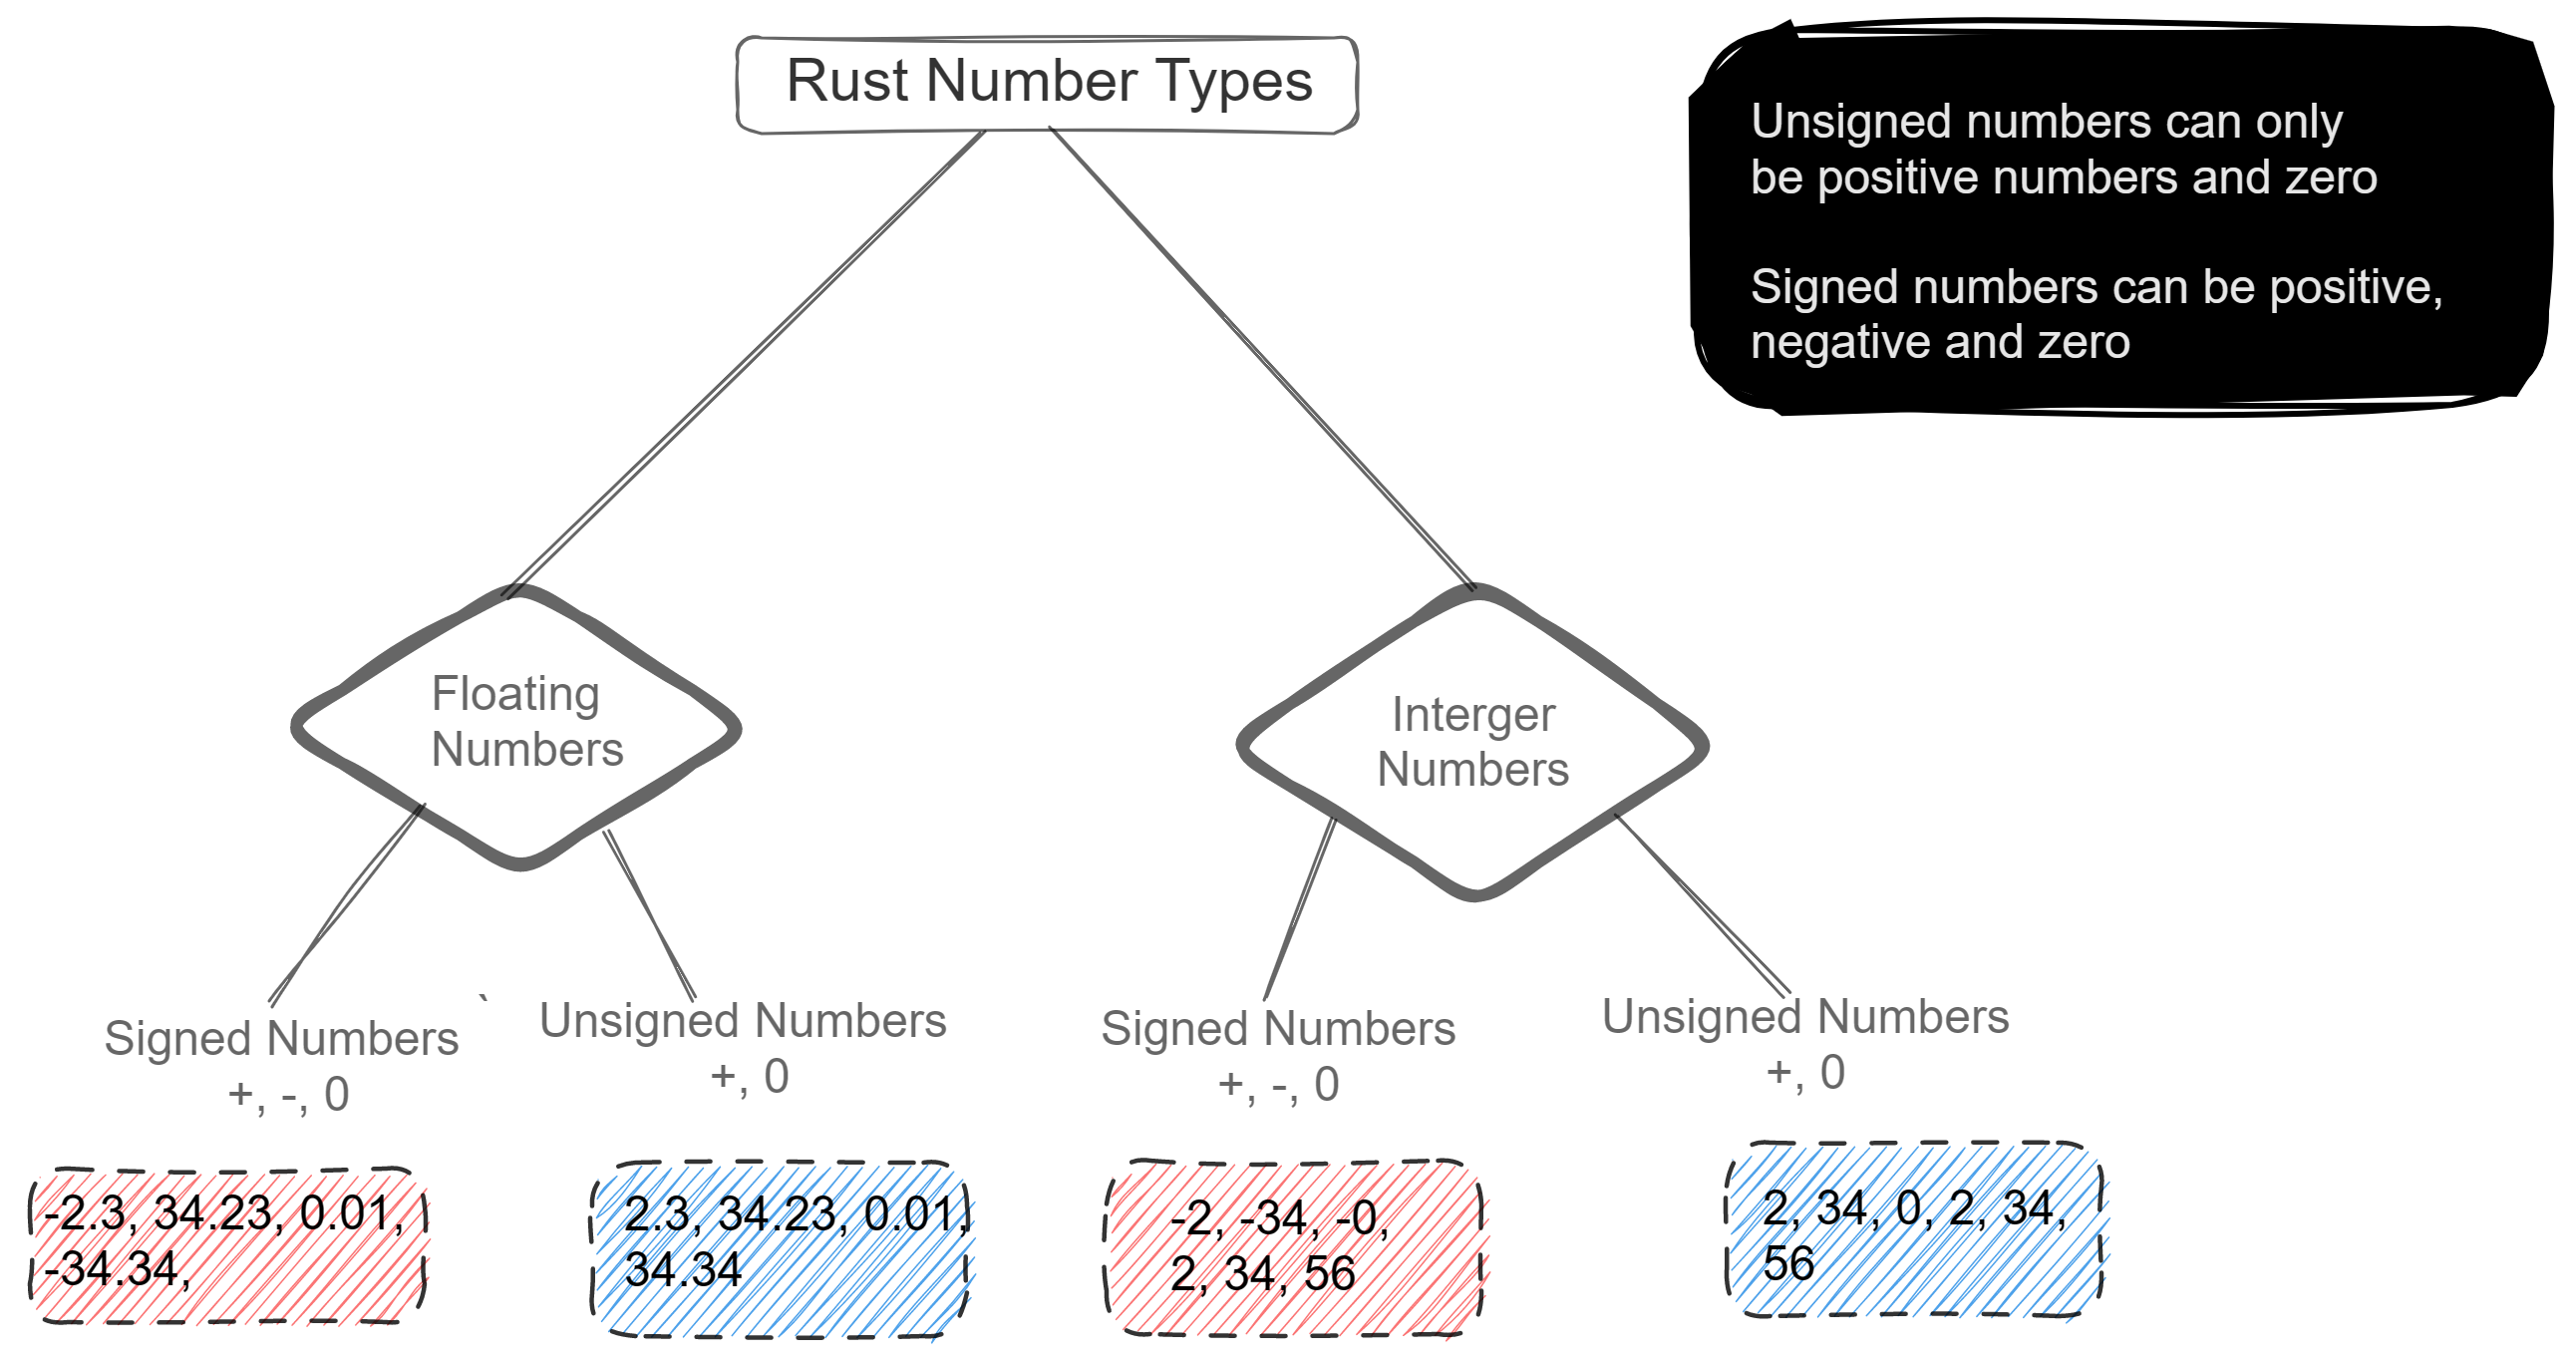 Rust Number Types
Unsigned numbers can only
be positive numbers and zero
Signed numbers can be positive,
negative and zero
Floating
Numbers
Interger
Numbers
Signed Numbers
+, -, 0
`
Unsigned Numbers
+, 0
Signed Numbers
+, -, 0
Unsigned Numbers
+, 0
-2.3, 34.23, 0.01,
-34.34,
2.3, 34.23, 0.01,
34.34
-2, -34, -0,
2, 34, 56
2, 34, 0, 2, 34,
56